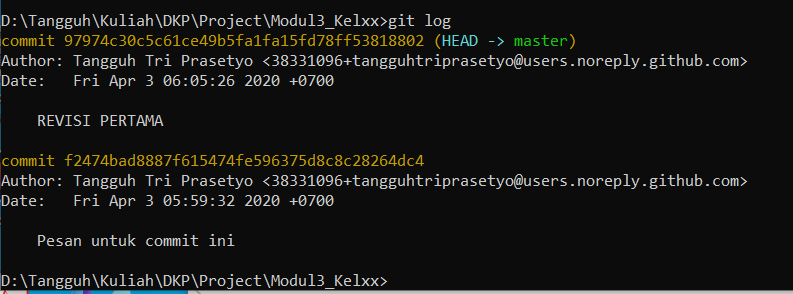 D:\Tangguh\Kuliah\DKP\Project\Modul3_Kelxx>git log
commit 97974c30c5c61ce49b5fa1fa15fd78ff53818802 (HEAD -> master)
Author: Tangguh Tri Prasetyo <38331096+tangguhtriprasetyo@users.noreply.github.com>
Date:   Fri Apr 3 06:05:26 2020 +0700
    REVISI PERTAMA
commit f2474bad8887f615474fe596375d8c8c28264dc4
Author: Tangguh Tri Prasetyo <38331096+tangguhtriprasetyo@users.noreply.github.com>
Date:   Fri Apr 3 05:59:32 2020 +0700
    Pesan untuk commit ini
D:\Tangguh\Kuliah\DKP\Project\Modul3_Kelxx>